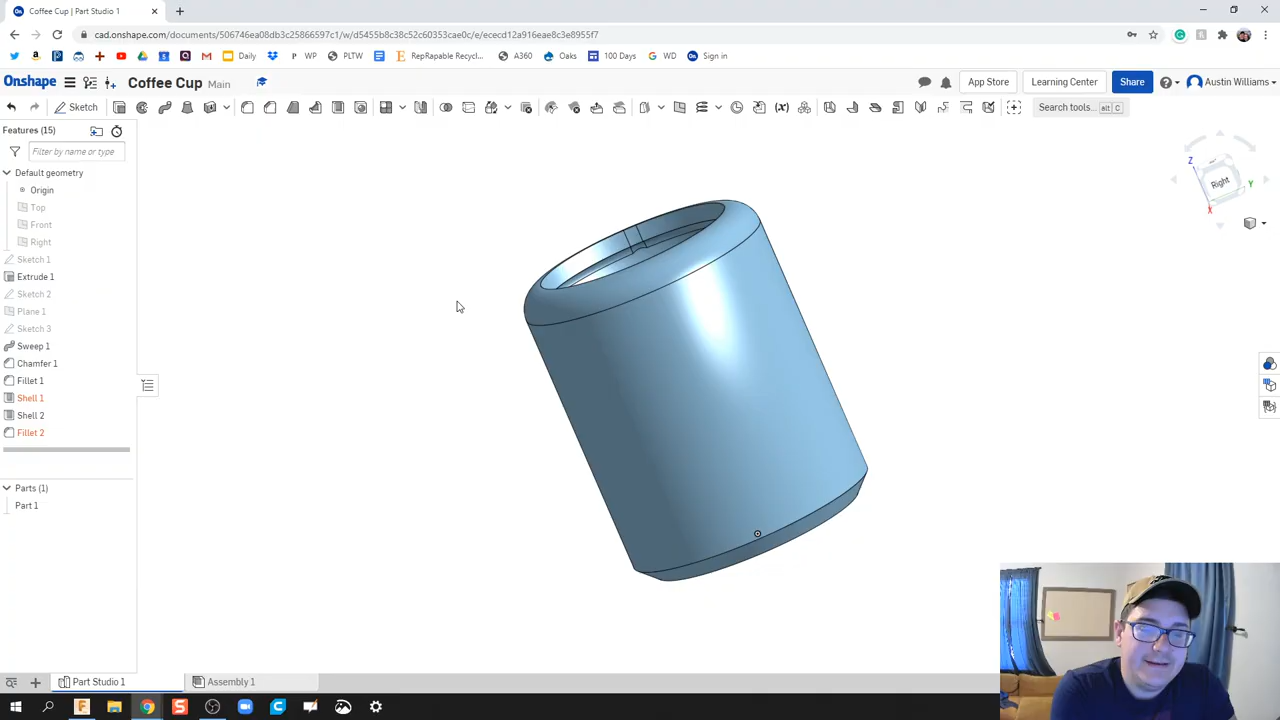 Coffee Cup | Part Studio 1
cad.onshape.com/documents/506746ea08db3c25866597c1/w/d5455b8c38c52c60353cae0c/e/ececd12a916eae8c3e8955f7
Daily
PP
WP
PLTW
RepRapable Recycl...
A360
Oaks
100 Days
WD
Sign in
Onshape
Coffee Cup Main
App Store
Learning Center
Share
Austin Williams
Sketch
Search tools... alt c
Features (15)
Filter by name or type
Default geometry
Origin
Top
Front
Right
Sketch 1
Extrude 1
Sketch 2
Plane 1
Sketch 3
Sweep 1
Chamfer 1
Fillet 1
Shell 1
Shell 2
Fillet 2
Parts (1)
Part 1
Z
Right
Y
X
Part Studio 1
Assembly 1